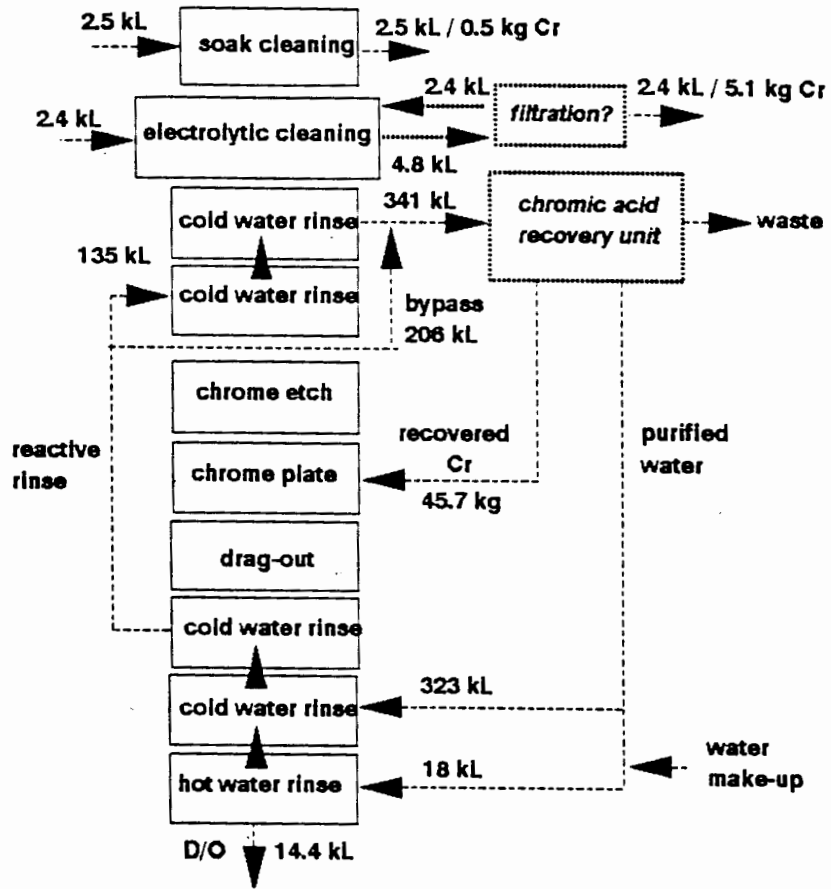 2.5 kL
soak cleaning
2.5 kL / 0.5 kg Cr
2.4 kL
electrolytic cleaning
2.4 kL
4.8 kL
filtration?
2.4 kL / 5.1 kg Cr
cold water rinse
341 kL
chromic acid
recovery unit
waste
135 kL
cold water rinse
bypass
206 kL
chrome etch
reactive
rinse
chrome plate
recovered
Cr
45.7 kg
purified
water
drag-out
cold water rinse
cold water rinse
323 kL
hot water rinse
18 kL
water
make-up
D/O
14.4 kL